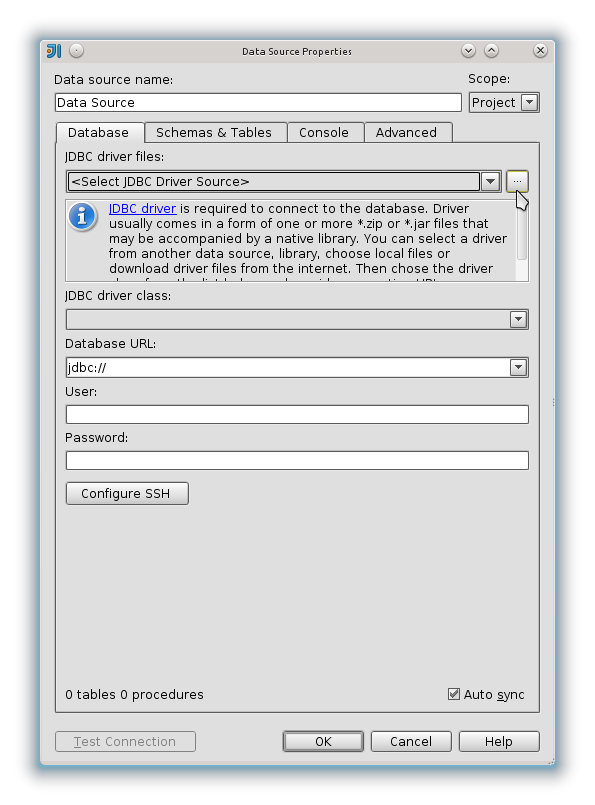 Data Source Properties
Data source name:
Scope:
Data Source
Project
Database
Schemas & Tables
Console
Advanced
JDBC driver files:
<Select JDBC Driver Source>
...
JDBC driver is required to connect to the database. Driver
usually comes in a form of one or more *.zip or *.jar files that
may be accompanied by a native library. You can select a driver
from another data source, library, choose local files or
download driver files from the internet. Then chose the driver
JDBC driver class:
Database URL:
jdbc://
User:
Password:
Configure SSH
0 tables 0 procedures
Auto sync
Test Connection
OK
Cancel
Help